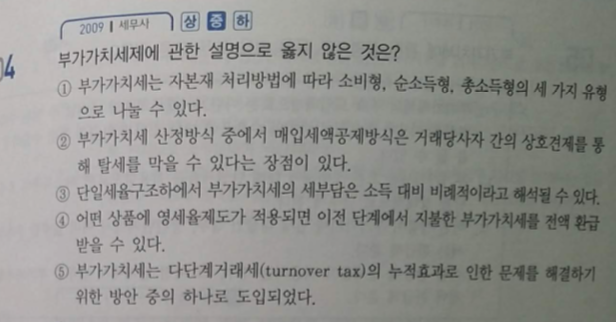 2009 | 세무사 상 중 하
4 부가가치세제에 관한 설명으로 옳지 않은 것은?
① 부가가치세는 자본재 처리방법에 따라 소비형, 순소득형, 총소득형의 세 가지 유형
으로 나눌 수 있다.
② 부가가치세 산정방식 중에서 매입세액공제방식은 거래당사자 간의 상호견제를 통
해 탈세를 막을 수 있다는 장점이 있다.
③ 단일세율구조하에서 부가가치세의 세부담은 소득 대비 비례적이라고 해석될 수 있다.
④ 어떤 상품에 영세율제도가 적용되면 이전 단계에서 지불한 부가가치세를 전액 환급
받을 수 있다.
⑤ 부가가치세는 다단계거래세(turnover tax)의 누적효과로 인한 문제를 해결하기
위한 방안 중의 하나로 도입되었다.